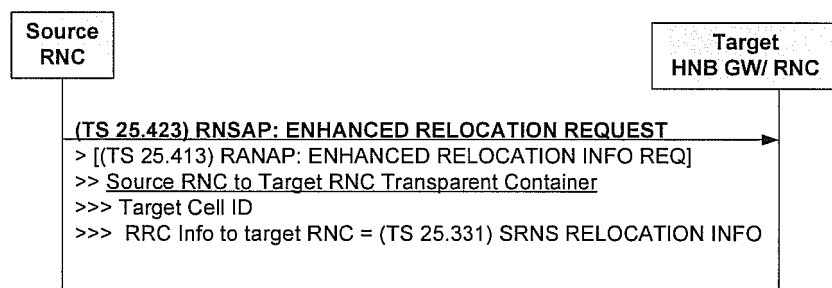 Source
RNC
Target
HNB GW/ RNC
(TS 25.423) RNSAP: ENHANCED RELOCATION REQUEST
> [(TS 25.413) RANAP: ENHANCED RELOCATION INFO REQ]
>> Source RNC to Target RNC Transparent Container
>>> Target Cell ID
>>> RRC Info to target RNC = (TS 25.331) SRNS RELOCATION INFO